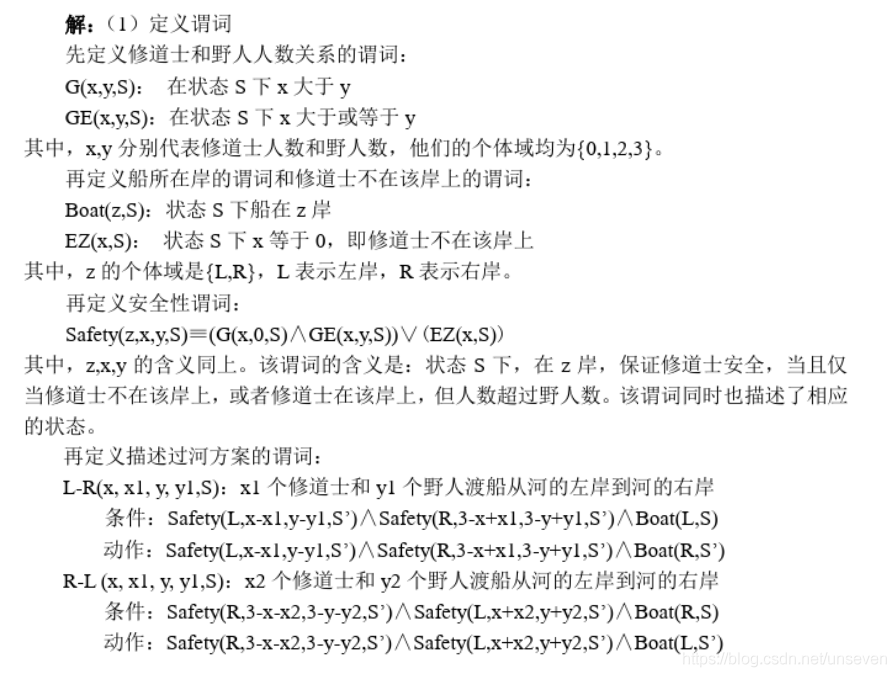 解：（1）定义谓词
先定义修道士和野人人数关系的谓词：
G(x,y,S)： 在状态 S 下 x 大于 y
GE(x,y,S)：在状态 S 下 x 大于或等于 y
其中，x,y 分别代表修道士人数和野人数，他们的个体域均为{0,1,2,3}。
再定义船所在岸的谓词和修道士不在该岸上的谓词：
Boat(z,S)：状态 S 下船在 z 岸
EZ(x,S)： 状态 S 下 x 等于 0，即修道士不在该岸上
其中，z 的个体域是{L,R}，L 表示左岸，R 表示右岸。
再定义安全性谓词：
Safety(z,x,y,S)≡(G(x,0,S)∧GE(x,y,S))∨(EZ(x,S))
其中，z,x,y 的含义同上。该谓词的含义是：状态 S 下，在 z 岸，保证修道士安全，当且仅
当修道士不在该岸上，或者修道士在该岸上，但人数超过野人数。该谓词同时也描述了相应
的状态。
再定义描述过河方案的谓词：
L-R(x, x1, y, y1,S)：x1 个修道士和 y1 个野人渡船从河的左岸到河的右岸
条件：Safety(L,x-x1,y-y1,S’)∧Safety(R,3-x+x1,3-y+y1,S’)∧Boat(L,S)
动作：Safety(L,x-x1,y-y1,S’)∧Safety(R,3-x+x1,3-y+y1,S’)∧Boat(R,S’)
R-L (x, x1, y, y1,S)：x2 个修道士和 y2 个野人渡船从河的左岸到河的右岸
条件：Safety(R,3-x-x2,3-y-y2,S’)∧Safety(L,x+x2,y+y2,S’)∧Boat(R,S)
动作：Safety(R,3-x-x2,3-y-y2,S’)∧Safety(L,x+x2,y+y2,S’)∧Boat(L,S’)
https://blog.csdn.net/unseven